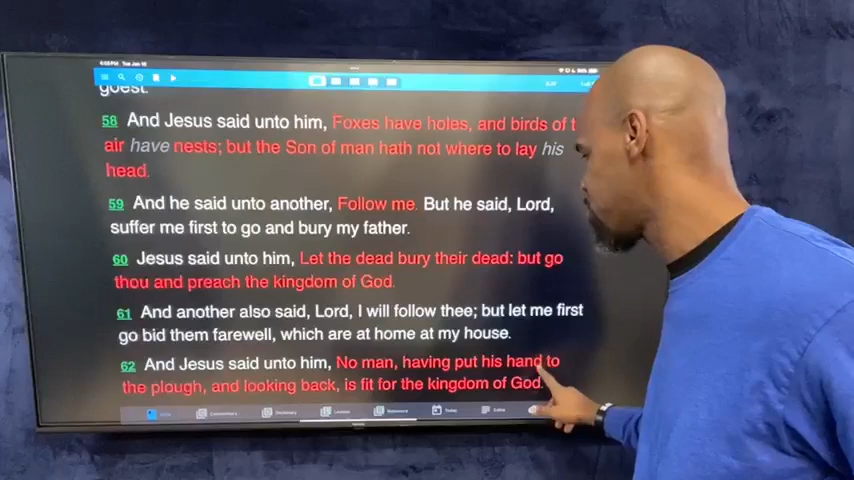 guest.
58 And Jesus said unto him, Foxes have holes, and birds of t
air have nests; but the Son of man hath not where to lay his
head.
59 And he said unto another, Follow me. But he said, Lord,
suffer me first to go and bury my father.
60 Jesus said unto him, Let the dead bury their dead: but go
thou and preach the kingdom of God.
61 And another also said, Lord, I will follow thee; but let me first
go bid them farewell, which are at home at my house.
62 And Jesus said unto him, No man, having put his hand to
the plough, and looking back, is fit for the kingdom of God.
Dictionary
Today